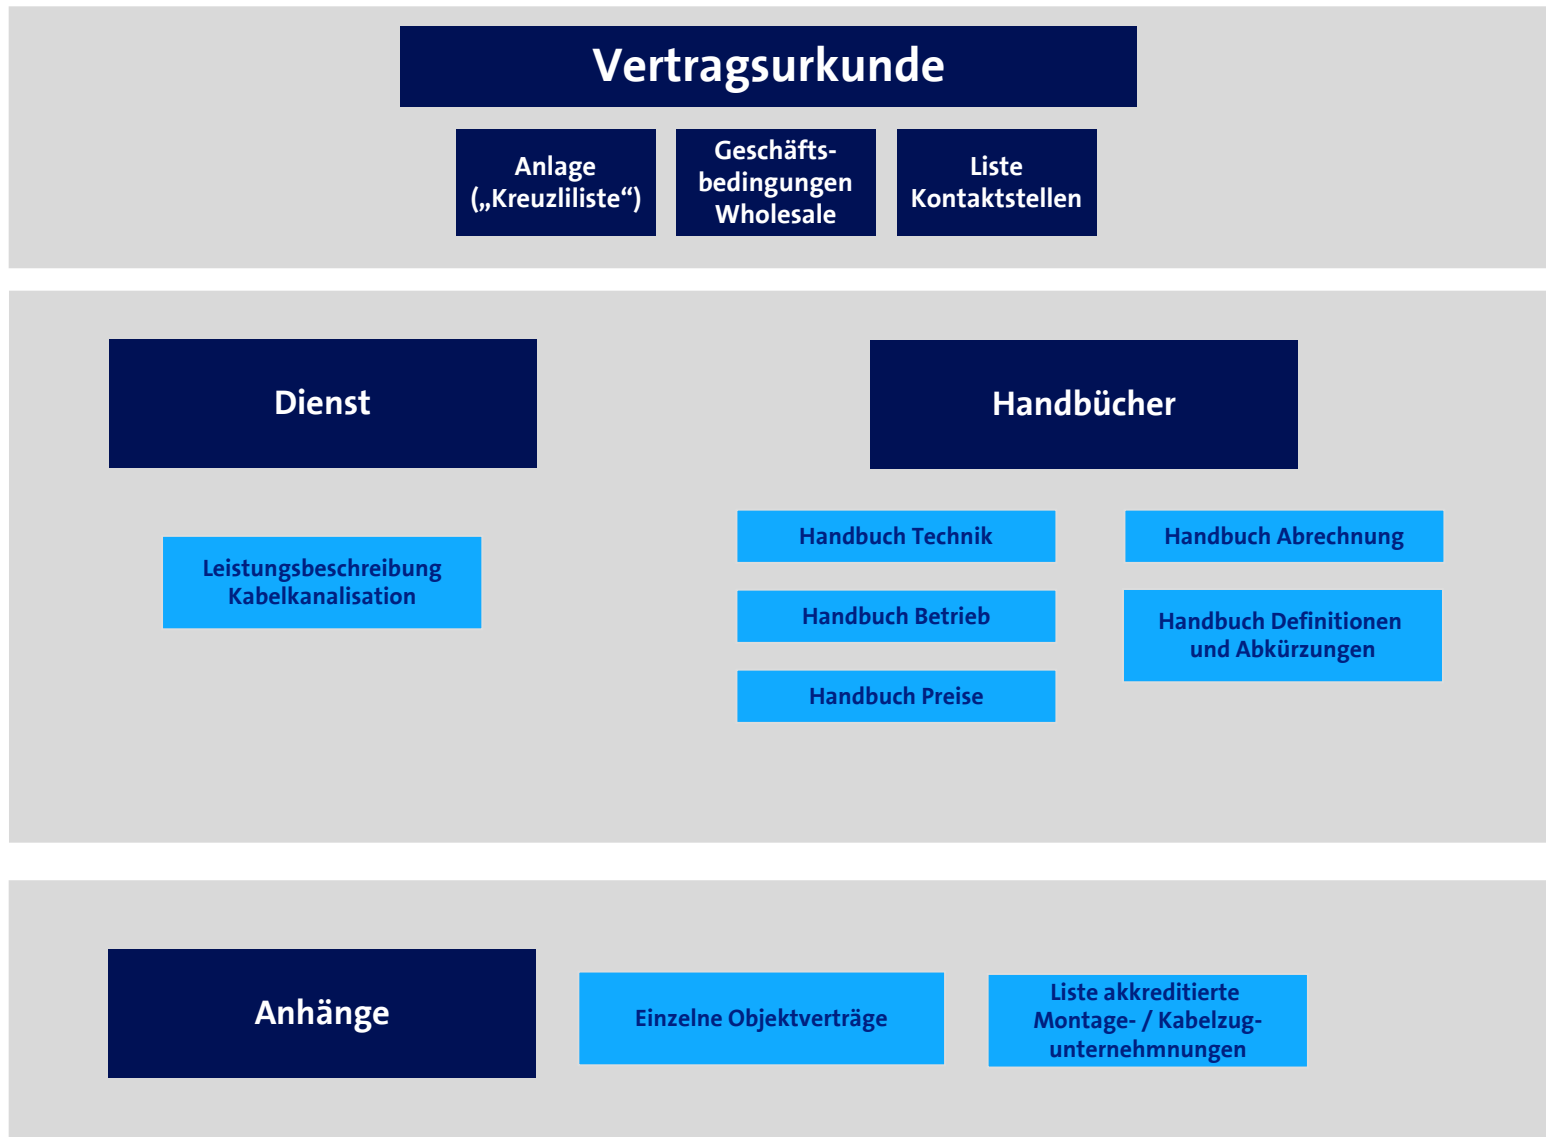 Vertragsurkunde
Anlage
(„Kreuzliliste“)
Geschäfts-
bedingungen
Wholesale
Liste
Kontaktstellen
Dienst
Leistungsbeschreibung
Kabelkanalisation
Handbücher
Handbuch Technik
Handbuch Betrieb
Handbuch Preise
Handbuch Abrechnung
Handbuch Definitionen
und Abkürzungen
Anhänge
Einzelne Objektverträge
Liste akkreditierte
Montage- / Kabelzug-
unternehmnungen